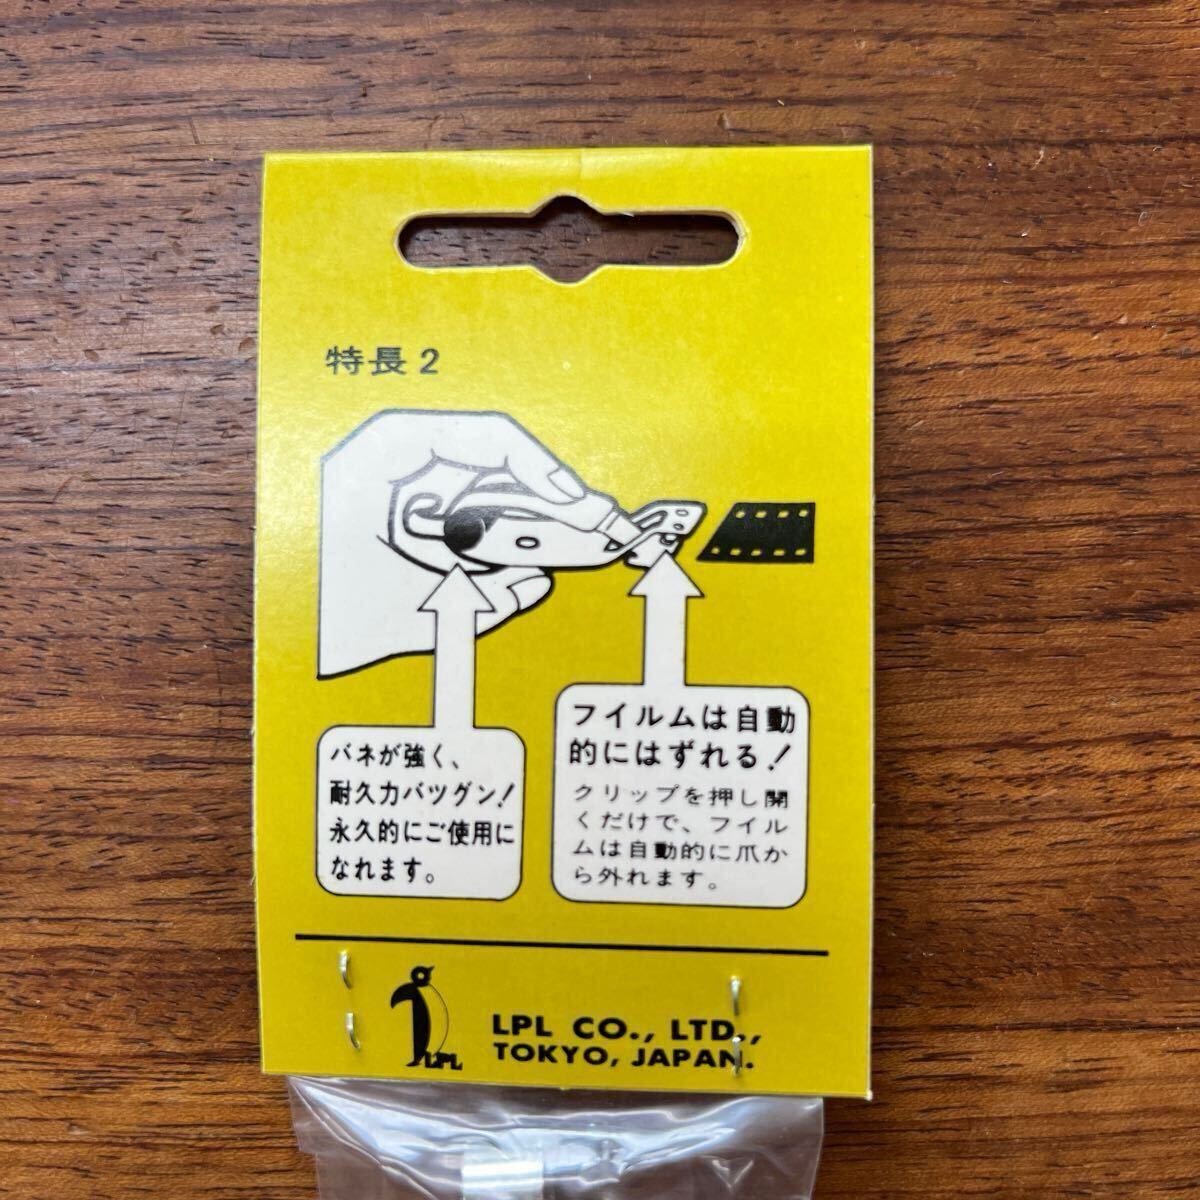 特長2
バネが強く、
耐久力バツグン!
永久的にご使用に
なれます。
フイルムは自動
的にはずれる!
クリップを押し開
くだけで、フイル
ムは自動的に爪か
ら外れます。
LPL
LPL CO., LTD.,
TOKYO, JAPAN.